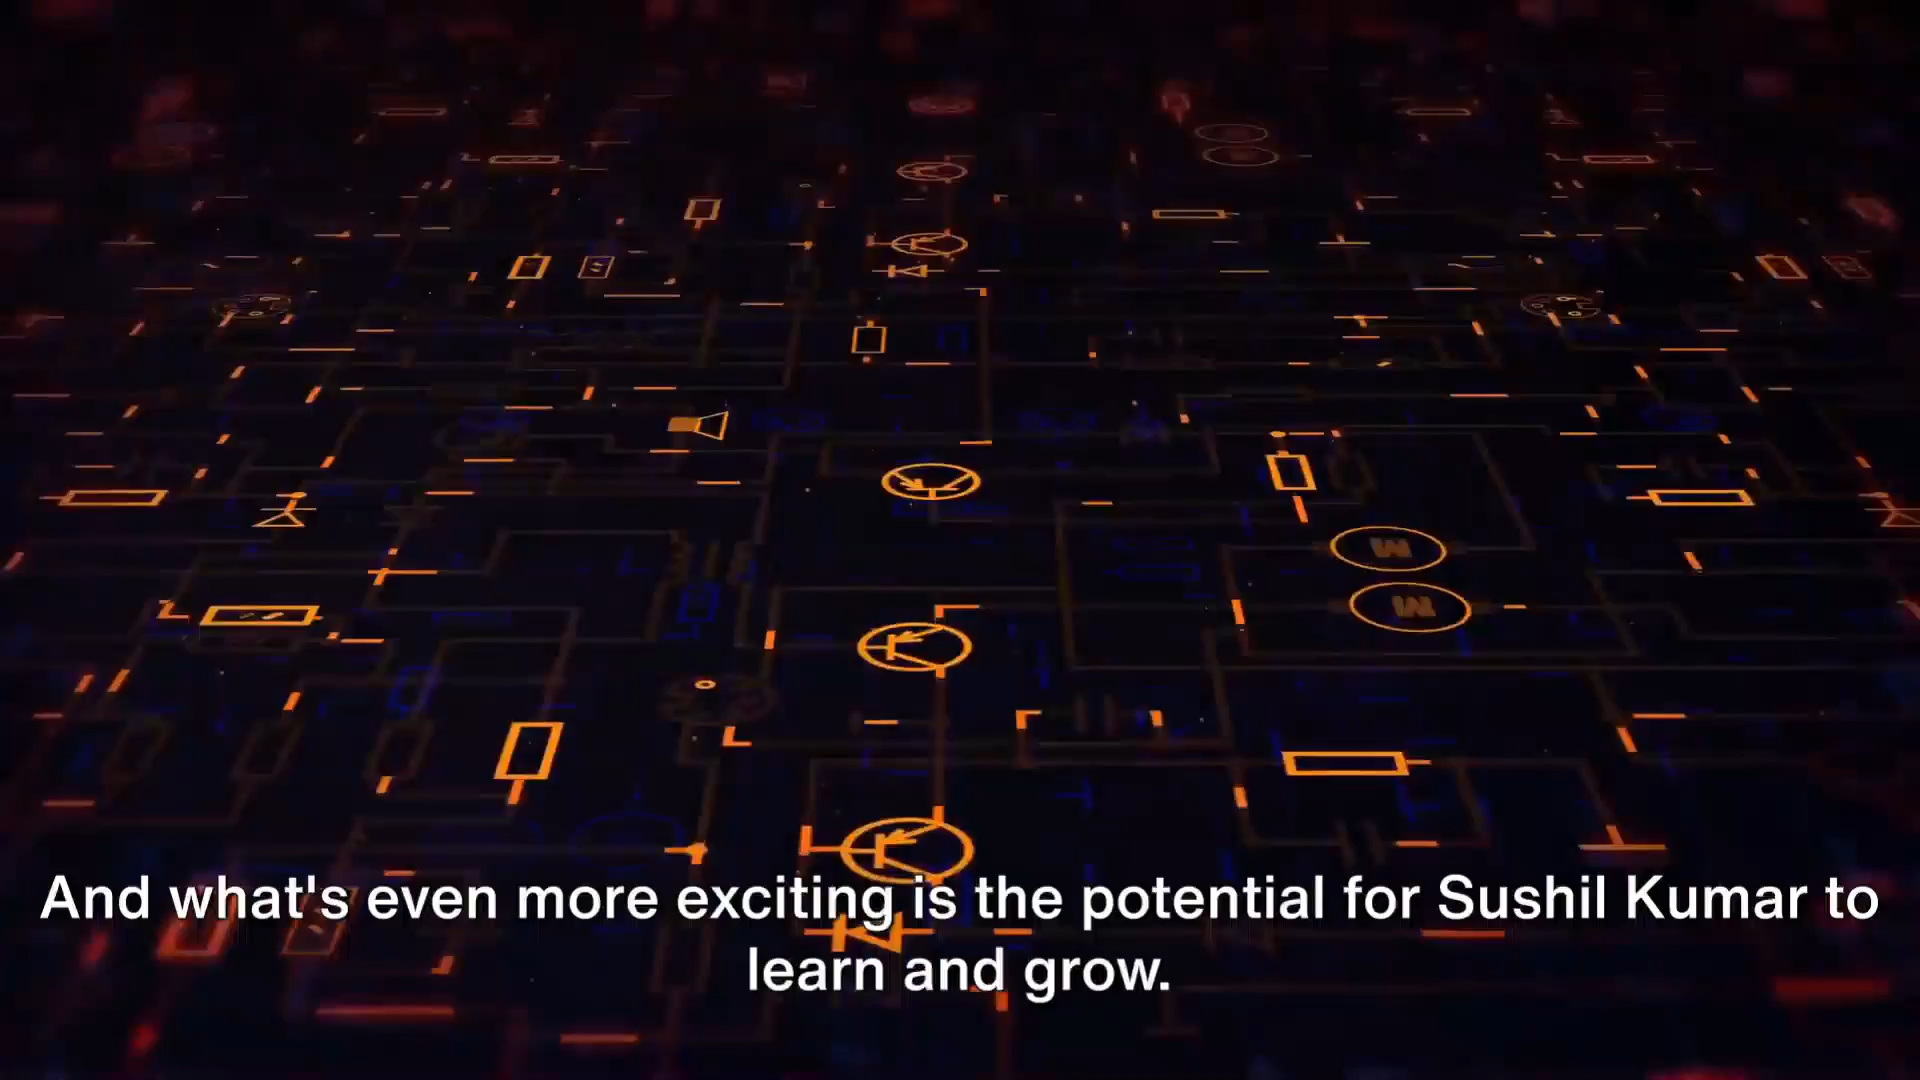 And what's even more exciting is the potential for Sushil Kumar to
learn and grow.